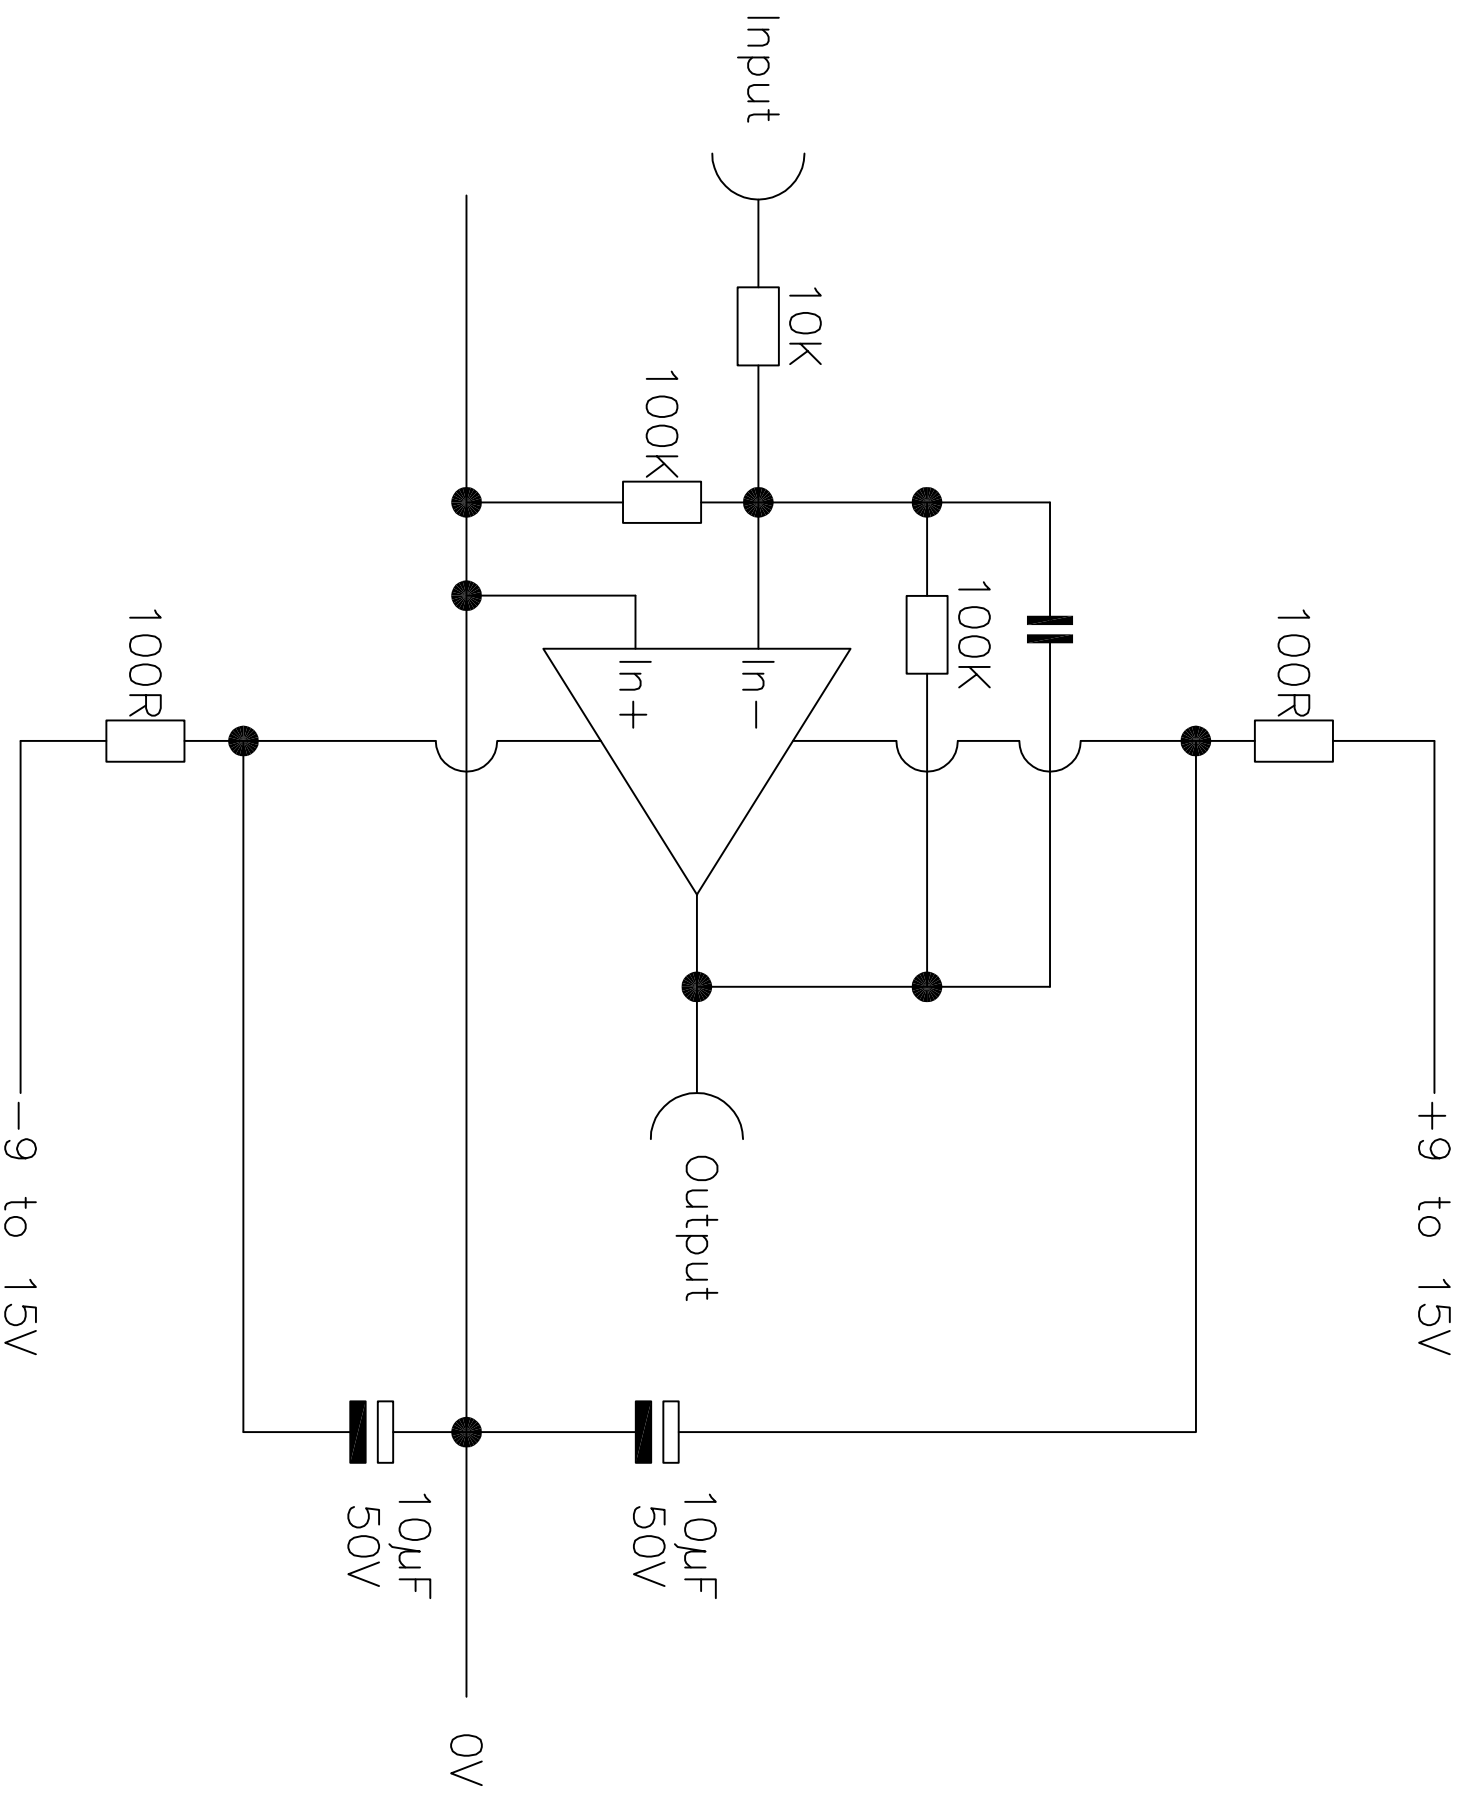 +9 to 15V
100R
100K
10K
Input
100K
In-
In+
Output
10µF
50V
10µF
50V
0V
100R
-9 to 15V